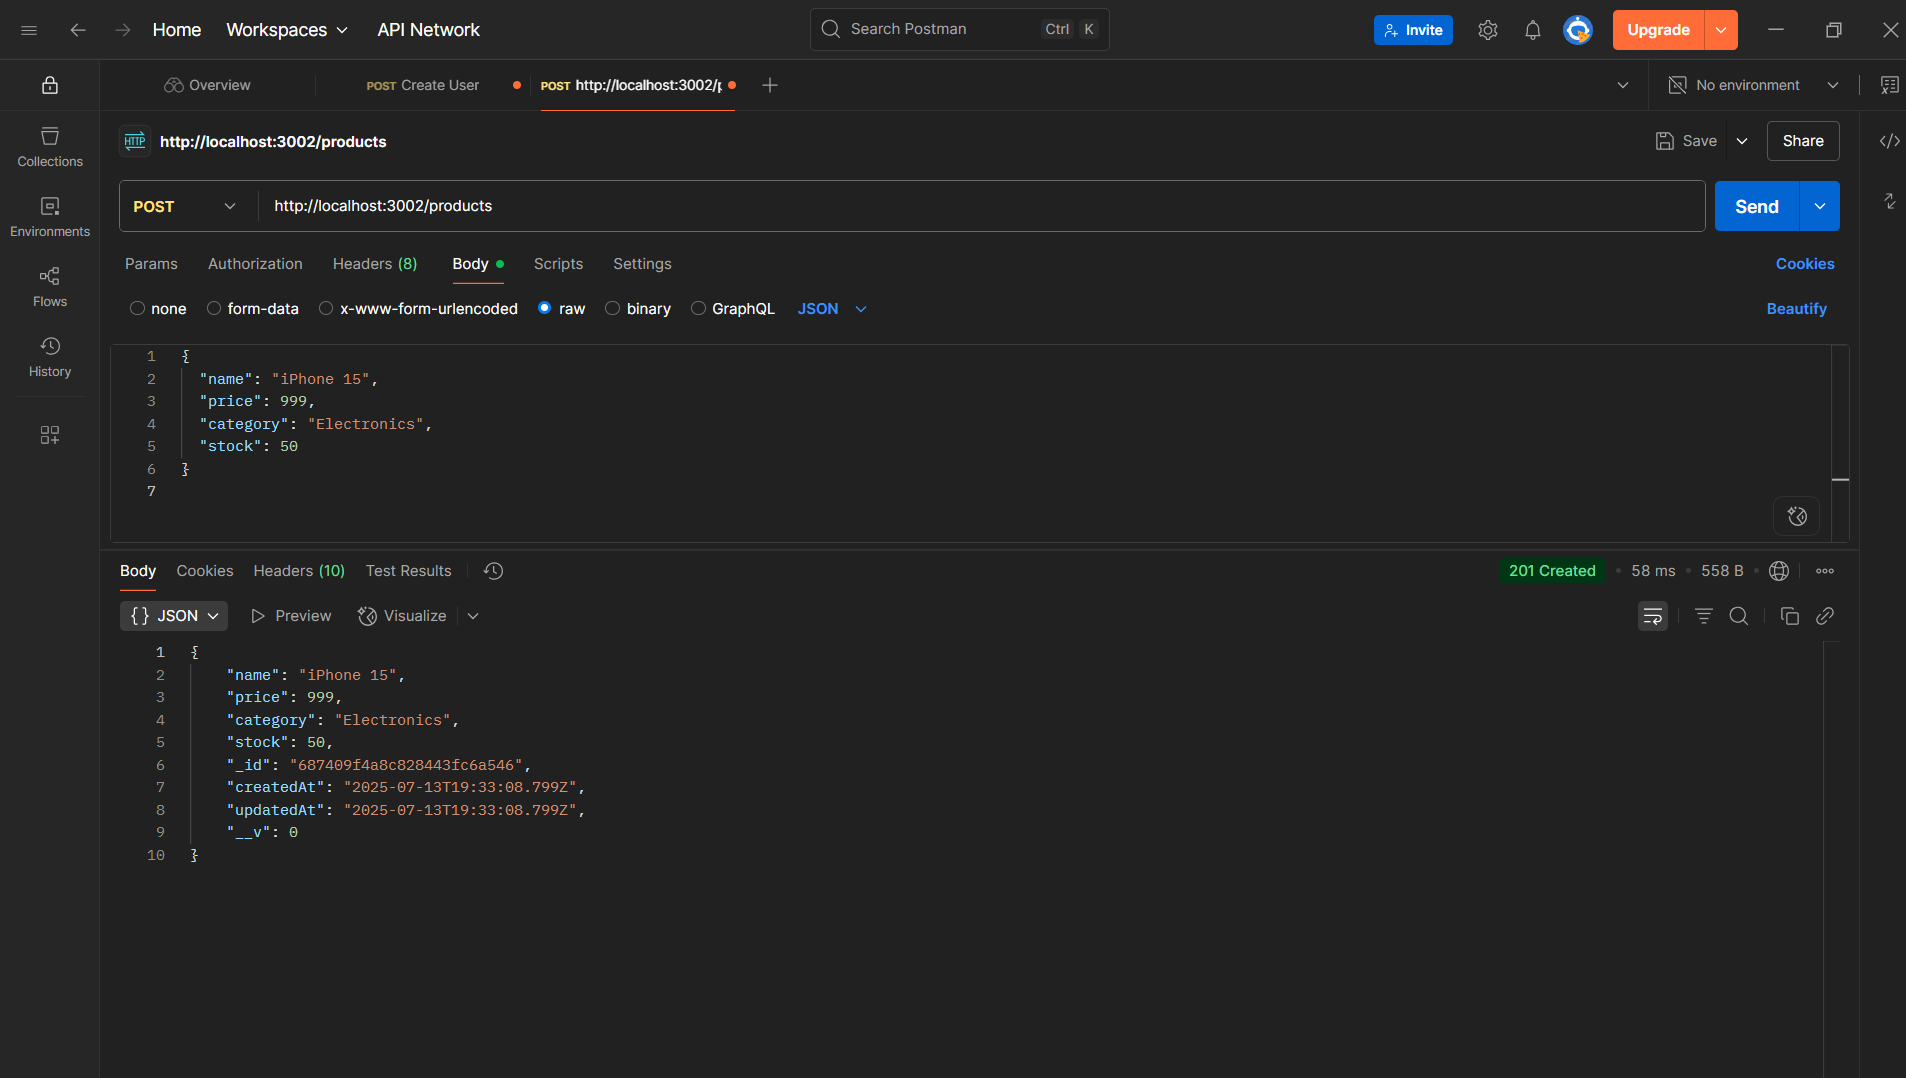 Home Workspaces API Network Search Postman Ctrl K Invite Upgrade
Overview POST Create User POST http://localhost:3002/p No environment
Collections
Environments
Flows
History
HTTP http://localhost:3002/products Save Share
POST http://localhost:3002/products Send
Params Authorization Headers (8) Body Scripts Settings Cookies
none form-data x-www-form-urlencoded raw binary GraphQL JSON Beautify
1 {
2 "name": "iPhone 15",
3 "price": 999,
4 "category": "Electronics",
5 "stock": 50
6 }
7
Body Cookies Headers (10) Test Results 201 Created • 58 ms • 558 B •
{} JSON Preview Visualize
1 {
2 "name": "iPhone 15",
3 "price": 999,
4 "category": "Electronics",
5 "stock": 50,
6 "_id": "687409f4a8c828443fc6a546",
7 "createdAt": "2025-07-13T19:33:08.799Z",
8 "updatedAt": "2025-07-13T19:33:08.799Z",
9 "__v": 0
10 }